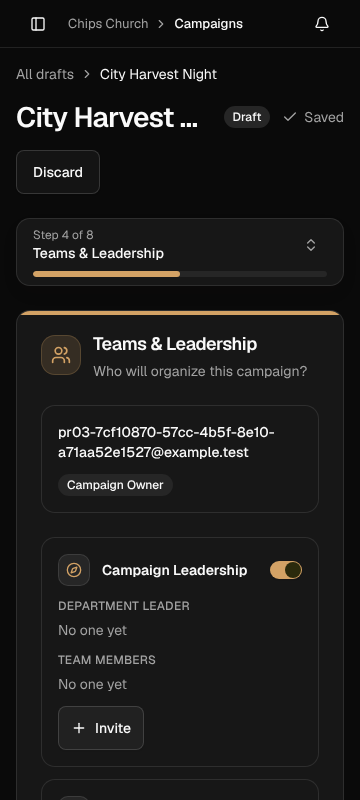 Chips Church > Campaigns
All drafts > City Harvest Night
City Harvest ...
Draft
Saved
Discard
Step 4 of 8
Teams & Leadership
Teams & Leadership
Who will organize this campaign?
pr03-7cf10870-57cc-4b5f-8e10-
a71aa52e1527@example.test
Campaign Owner
Campaign Leadership
DEPARTMENT LEADER
No one yet
TEAM MEMBERS
No one yet
+ Invite